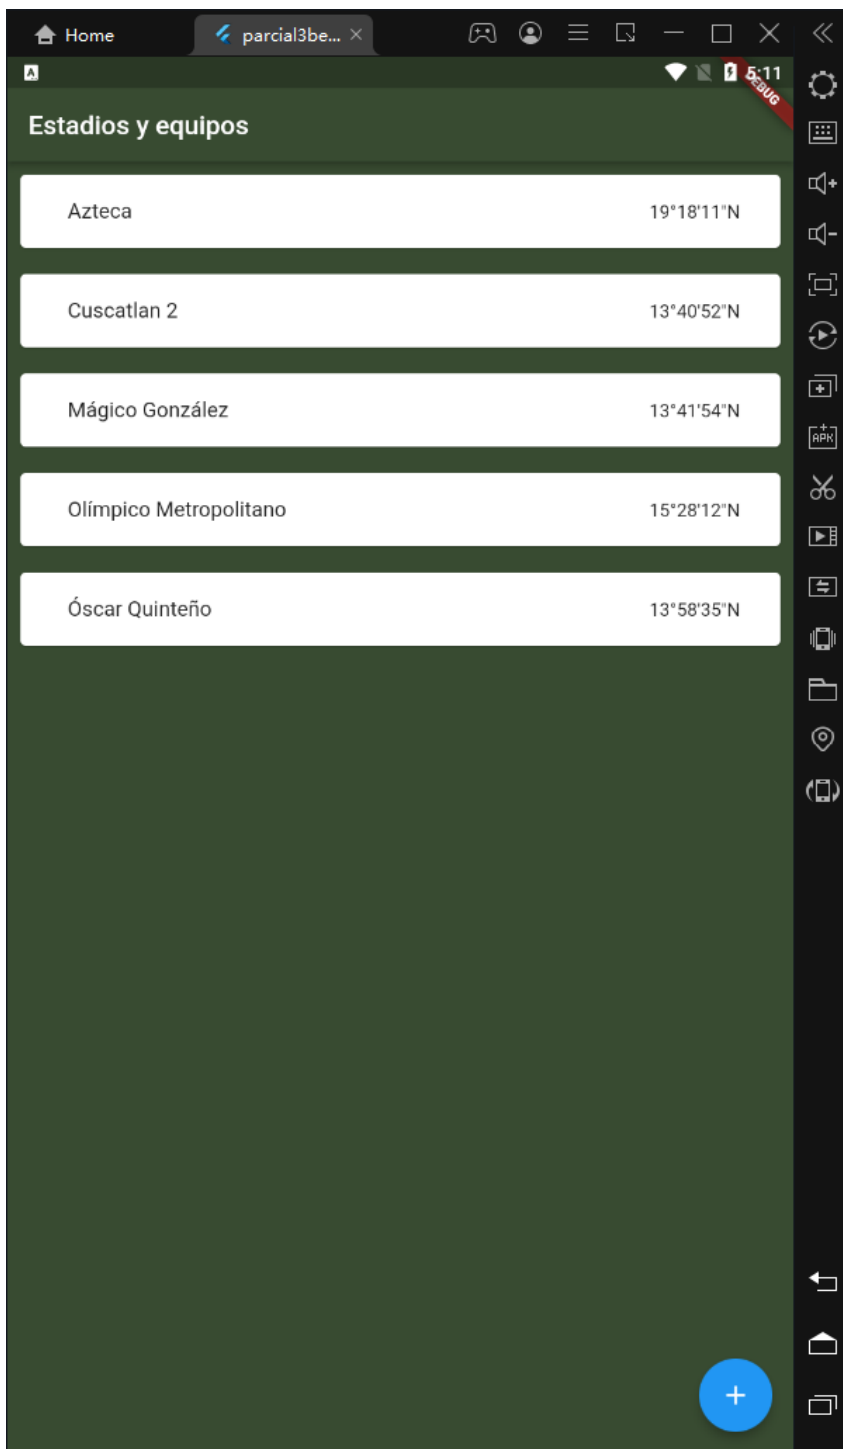 Home
parcial3be...
A
5:11
DEBUG
Estadios y equipos
Azteca
19°18'11"N
Cuscatlan 2
13°40'52"N
Mágico González
13°41'54"N
Olímpico Metropolitano
15°28'12"N
Óscar Quinteño
13°58'35"N
APK